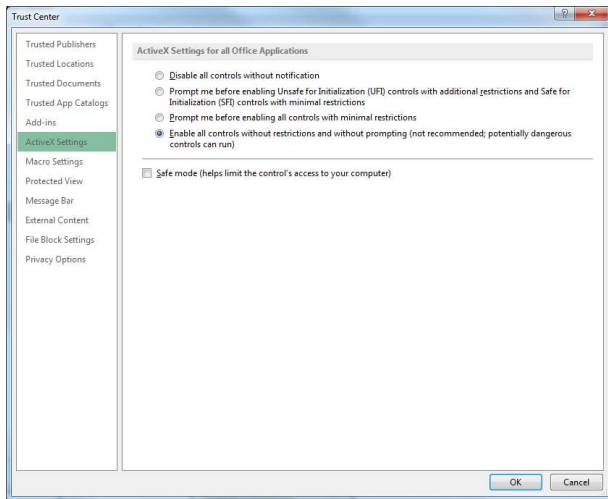 Trust Center
Trusted Publishers
Trusted Locations
Trusted Documents
Trusted App Catalogs
Add-ins
ActiveX Settings
Macro Settings
Protected View
Message Bar
External Content
File Block Settings
Privacy Options
ActiveX Settings for all Office Applications
Disable all controls without notification
Prompt me before enabling Unsafe for Initialization (UFI) controls with additional restrictions and Safe for
Initialization (SFI) controls with minimal restrictions
Prompt me before enabling all controls with minimal restrictions
Enable all controls without restrictions and without prompting (not recommended; potentially dangerous
controls can run)
Safe mode (helps limit the control's access to your computer)
OK
Cancel